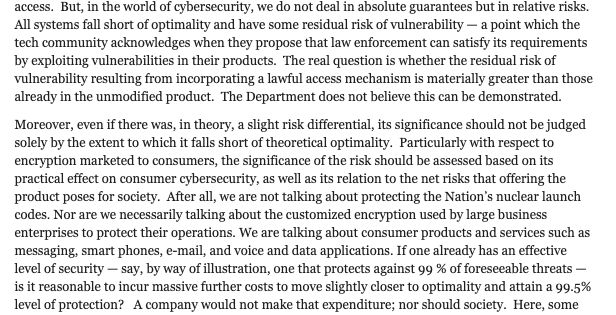 access.  But, in the world of cybersecurity, we do not deal in absolute guarantees but in relative risks.
All systems fall short of optimality and have some residual risk of vulnerability — a point which the
tech community acknowledges when they propose that law enforcement can satisfy its requirements
by exploiting vulnerabilities in their products.  The real question is whether the residual risk of
vulnerability resulting from incorporating a lawful access mechanism is materially greater than those
already in the unmodified product.  The Department does not believe this can be demonstrated.
Moreover, even if there was, in theory, a slight risk differential, its significance should not be judged
solely by the extent to which it falls short of theoretical optimality.  Particularly with respect to
encryption marketed to consumers, the significance of the risk should be assessed based on its
practical effect on consumer cybersecurity, as well as its relation to the net risks that offering the
product poses for society.  After all, we are not talking about protecting the Nation's nuclear launch
codes. Nor are we necessarily talking about the customized encryption used by large business
enterprises to protect their operations. We are talking about consumer products and services such as
messaging, smart phones, e-mail, and voice and data applications. If one already has an effective
level of security — say, by way of illustration, one that protects against 99 % of foreseeable threats —
is it reasonable to incur massive further costs to move slightly closer to optimality and attain a 99.5%
level of protection?   A company would not make that expenditure; nor should society.  Here, some